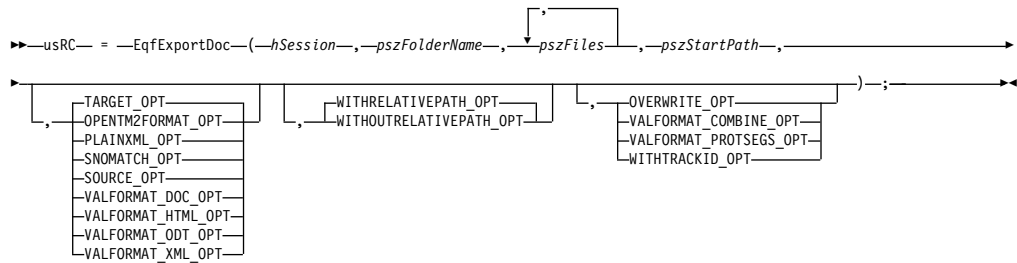 ,
usRC = EqfExportDoc ( hSession , pszFolderName , pszFiles , pszStartPath ,
) ;
, TARGET_OPT , WITHRELATIVEPATH_OPT , OVERWRITE_OPT
OPENTM2FORMAT_OPT WITHOUTRELATIVEPATH_OPT VALFORMAT_COMBINE_OPT
PLAINXML_OPT VALFORMAT_PROTSEGS_OPT
SNOMATCH_OPT WITHTRACKID_OPT
SOURCE_OPT
VALFORMAT_DOC_OPT
VALFORMAT_HTML_OPT
VALFORMAT_ODT_OPT
VALFORMAT_XML_OPT